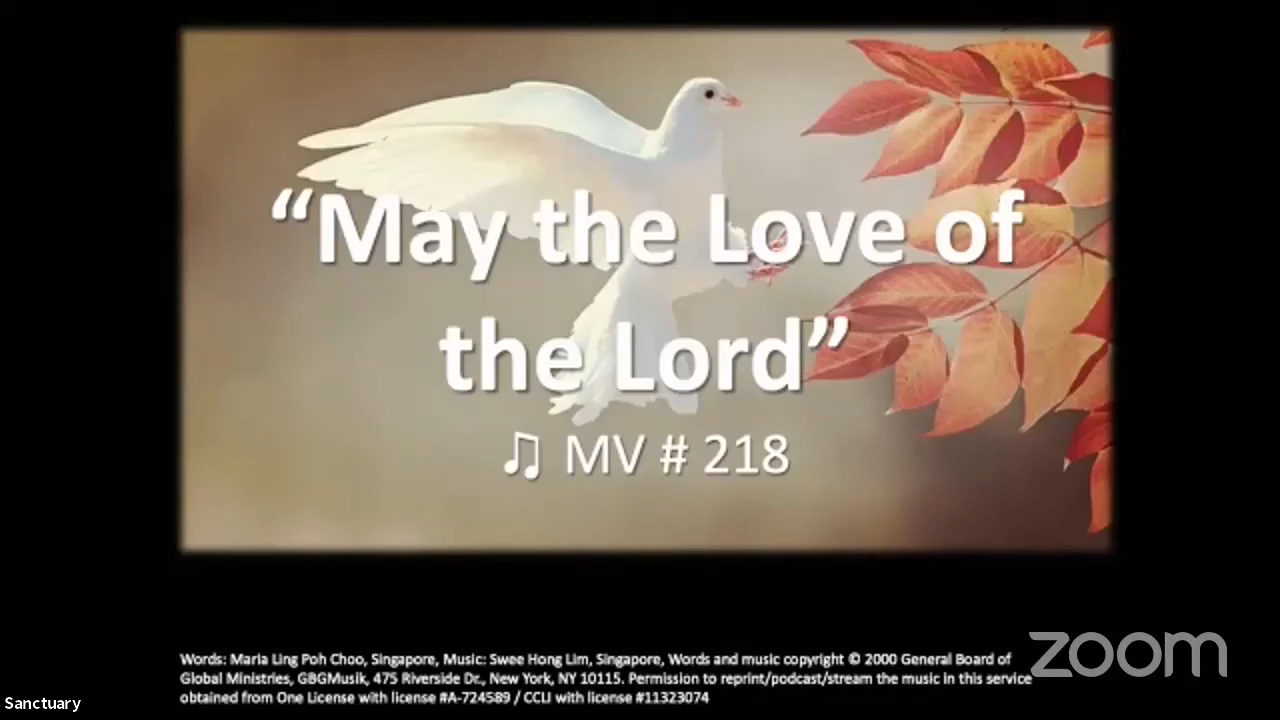 “May the Love of
the Lord”
♫ MV # 218
zoom
Words: Maria Ling Poh Choo, Singapore, Music: Swee Hong Lim, Singapore, Words and music copyright © 2000 General Board of
Global Ministries, GBGMusik, 475 Riverside Dr., New York, NY 10115. Permission to reprint/podcast/stream the music in this service
obtained from One License with license #A-724589 / CCLI with license #11323074
Sanctuary